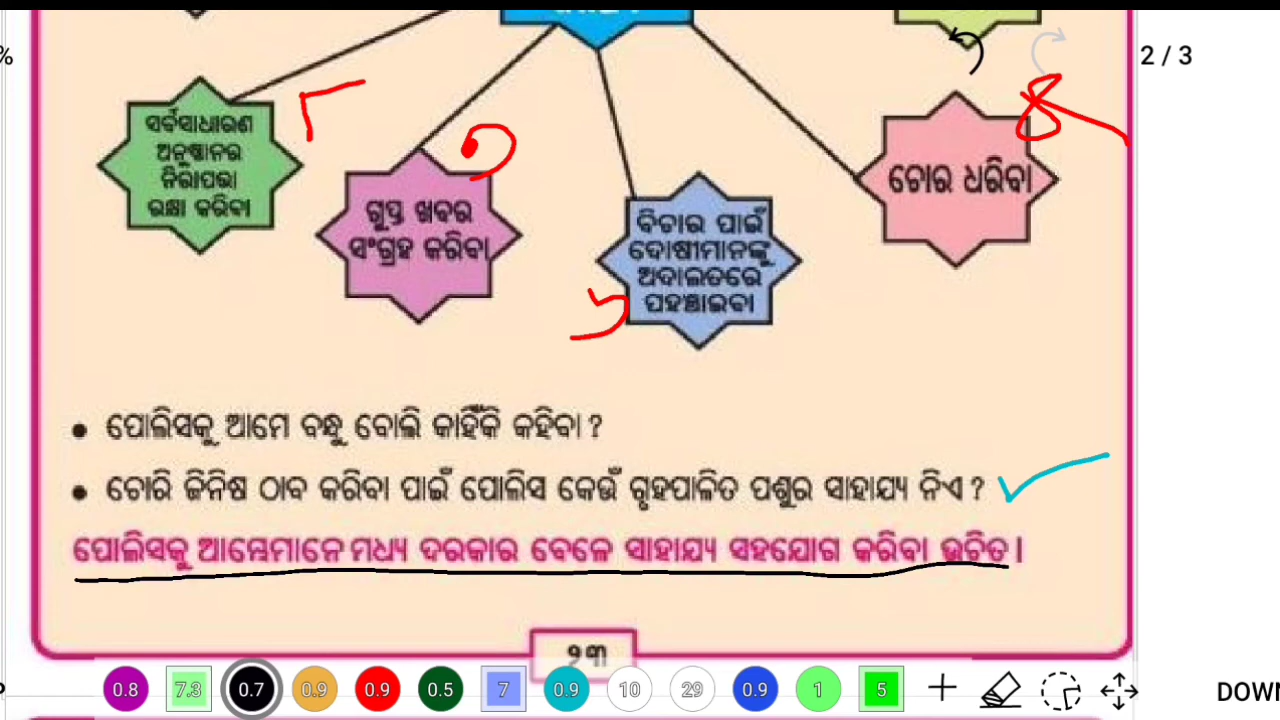 2 / 3
%
ସର୍ବସାଧାରଣ
ଅନୁଷ୍ଠାନର
ନିରାପତ୍ତା
ରକ୍ଷା କରିବା
ଗୁପ୍ତ ଖବର
ସଂଗ୍ରହ କରିବା
ବିଚାର ପାଇଁ
ଦୋଷୀମାନଙ୍କୁ
ଅଦାଲତରେ
ପହଞ୍ଚାଇବା
ଚୋର ଧରିବା
• ପୋଲିସକୁ ଆମେ ବନ୍ଧୁ ବୋଲି କାହିଁକି କହିବା ?
• ଚୋରି ଜିନିଷ ଠାବ କରିବା ପାଇଁ ପୋଲିସ କେଉଁ ଗୃହପାଳିତ ପଶୁର ସାହାଯ୍ୟ ନିଏ ?
ପୋଲିସକୁ ଆମ୍ଭେମାନେ ମଧ୍ୟ ଦରକାର ବେଳେ ସାହାଯ୍ୟ ସହଯୋଗ କରିବା ଉଚିତ ।
୨୩
0.8 7.3 0.7 0.9 0.9 0.5 7 0.9 10 29 0.9 1 5
DOWN